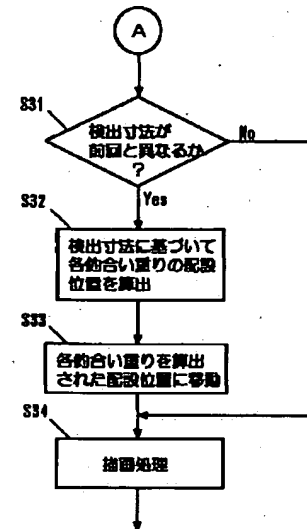 A
S31
検出寸法が
前回と異なるか
?
No
Yes
S32
検出寸法に基づいて
各釣合い重りの配設
位置を算出
S33
各釣合い重りを算出
された配設位置に移動
S34
描画処理